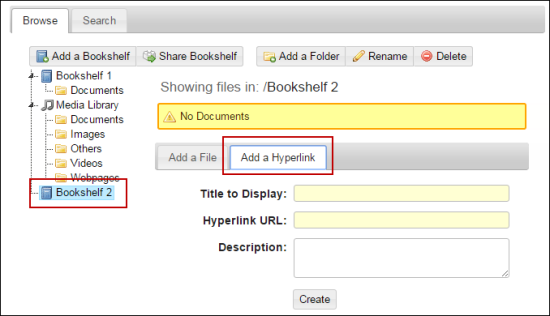 Browse Search
Add a Bookshelf Share Bookshelf Add a Folder Rename Delete
Bookshelf 1
Documents
Media Library
Documents
Images
Others
Videos
Webpages
Bookshelf 2
Showing files in: /Bookshelf 2
No Documents
Add a File Add a Hyperlink
Title to Display:
Hyperlink URL:
Description:
Create